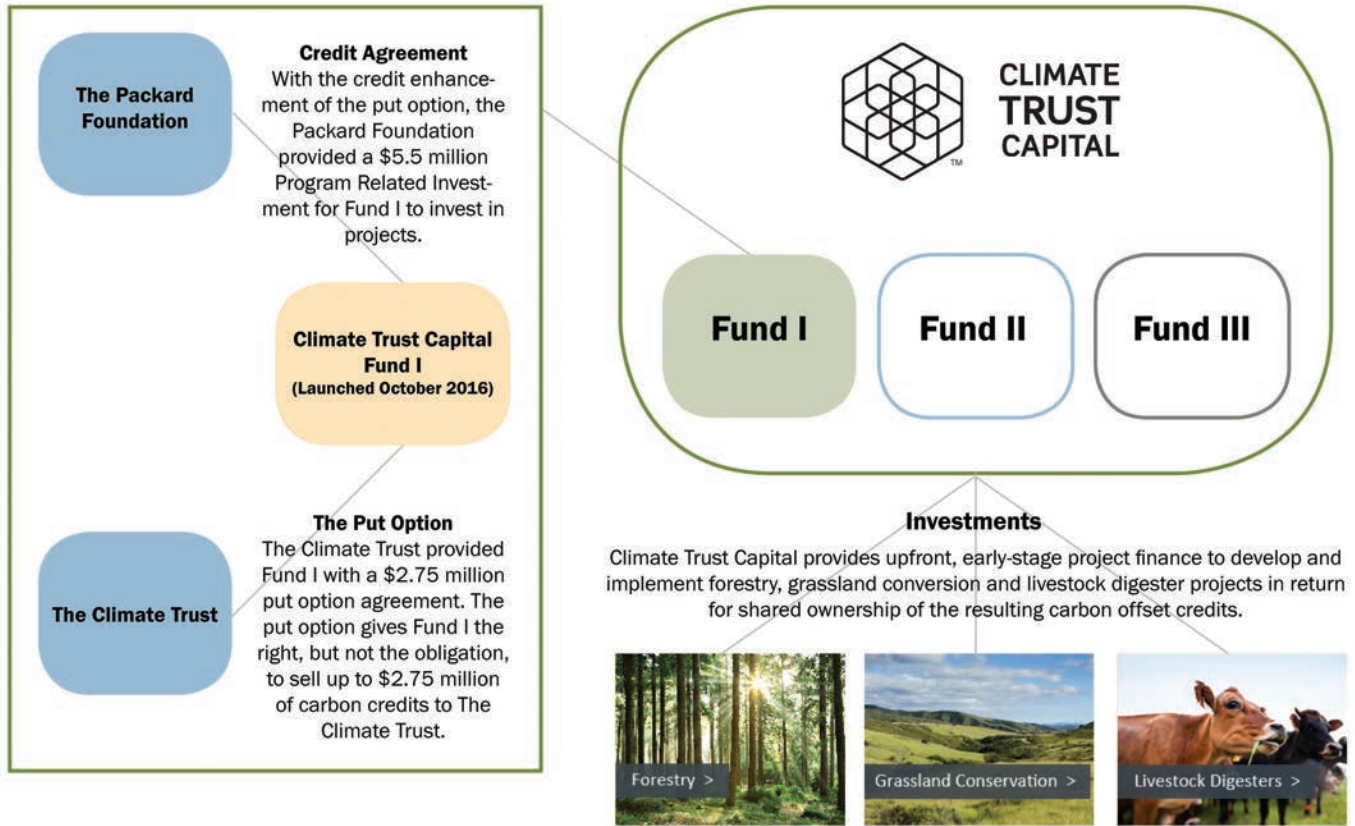 The Packard
Foundation
Credit Agreement
With the credit enhance-
ment of the put option, the
Packard Foundation
provided a $5.5 million
Program Related Invest-
ment for Fund I to invest in
projects.
Climate Trust Capital
Fund I
(Launched October 2016)
The Climate Trust
The Put Option
The Climate Trust provided
Fund I with a $2.75 million
put option agreement. The
put option gives Fund I the
right, but not the obligation,
to sell up to $2.75 million
of carbon credits to The
Climate Trust.
CLIMATE
TRUST
CAPITAL
TM
Fund I
Fund II
Fund III
Investments
Climate Trust Capital provides upfront, early-stage project finance to develop and
implement forestry, grassland conversion and livestock digester projects in return
for shared ownership of the resulting carbon offset credits.
Forestry >
Grassland Conservation >
Livestock Digesters >